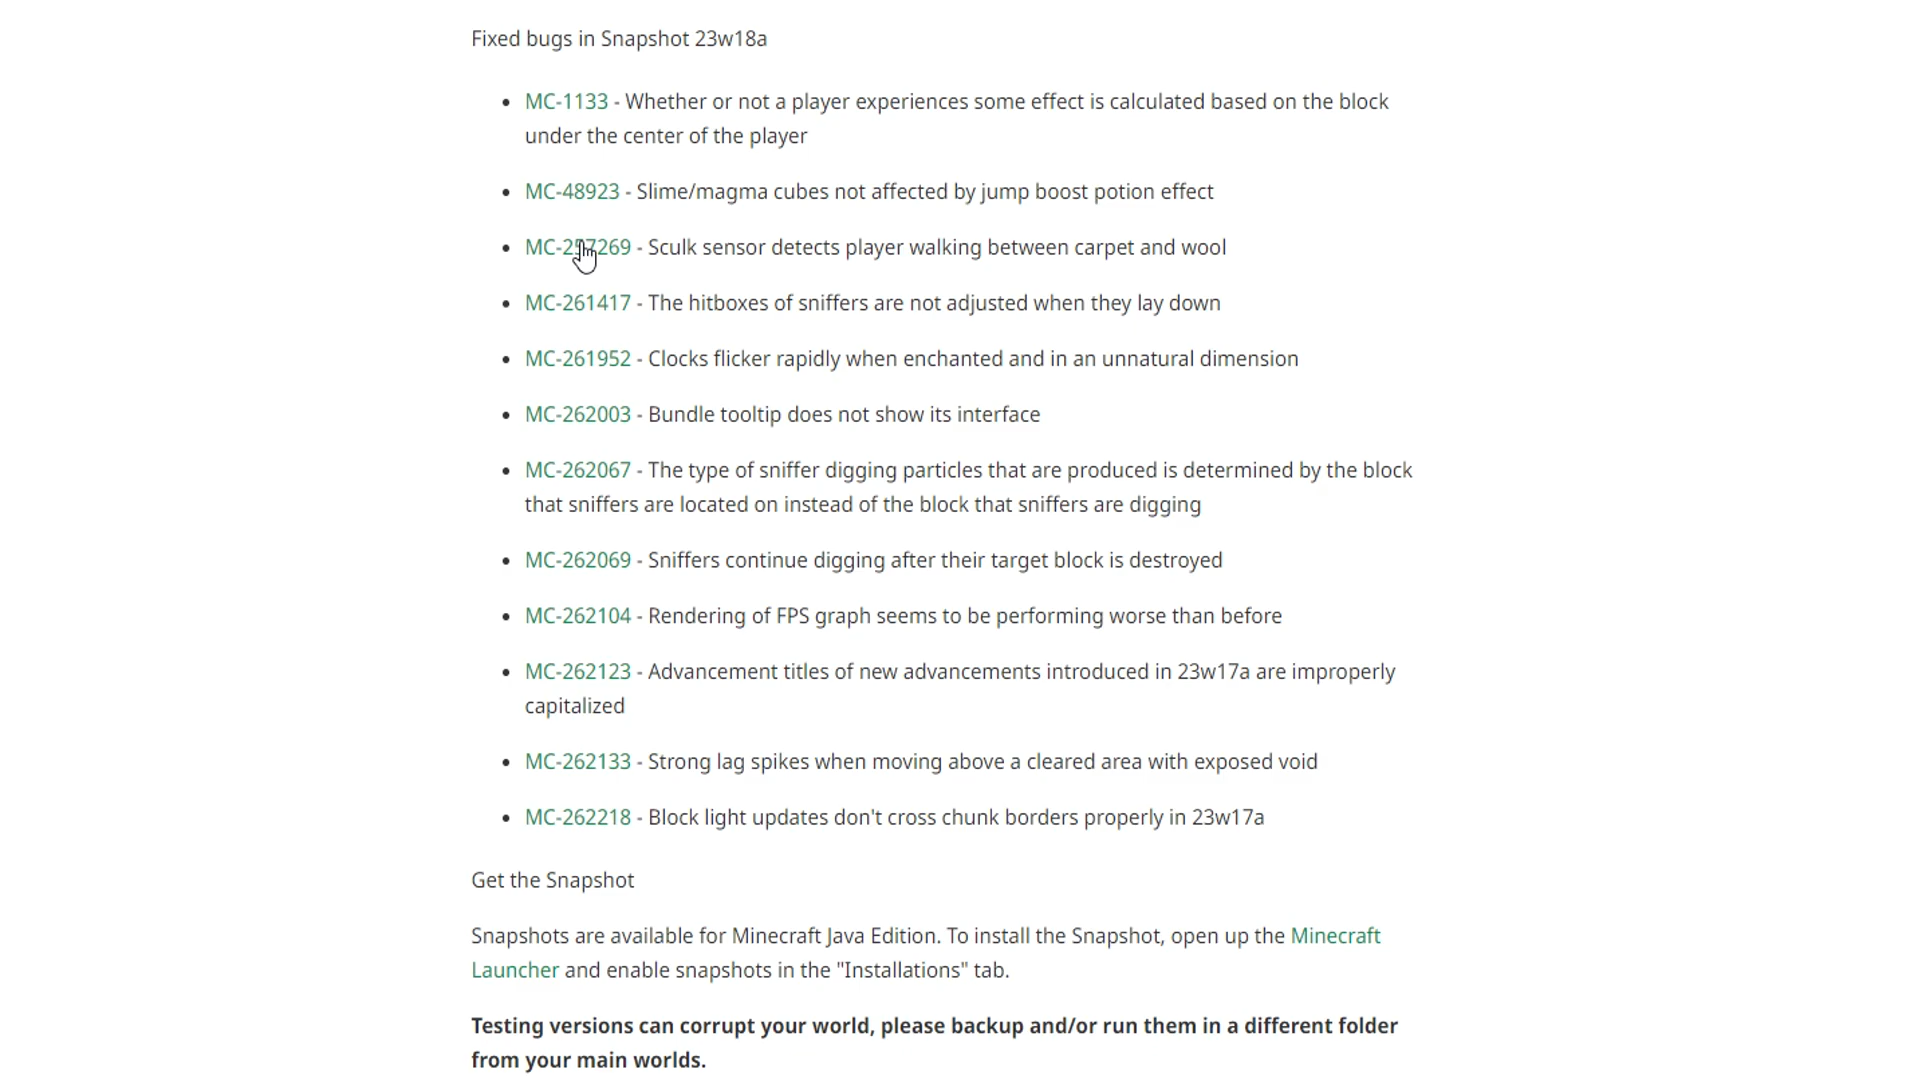 Fixed bugs in Snapshot 23w18a
MC-1133 - Whether or not a player experiences some effect is calculated based on the block
under the center of the player
MC-48923 - Slime/magma cubes not affected by jump boost potion effect
MC-257269 - Sculk sensor detects player walking between carpet and wool
MC-261417 - The hitboxes of sniffers are not adjusted when they lay down
MC-261952 - Clocks flicker rapidly when enchanted and in an unnatural dimension
MC-262003 - Bundle tooltip does not show its interface
MC-262067 - The type of sniffer digging particles that are produced is determined by the block
that sniffers are located on instead of the block that sniffers are digging
MC-262069 - Sniffers continue digging after their target block is destroyed
MC-262104 - Rendering of FPS graph seems to be performing worse than before
MC-262123 - Advancement titles of new advancements introduced in 23w17a are improperly
capitalized
MC-262133 - Strong lag spikes when moving above a cleared area with exposed void
MC-262218 - Block light updates don't cross chunk borders properly in 23w17a
Get the Snapshot
Snapshots are available for Minecraft Java Edition. To install the Snapshot, open up the Minecraft
Launcher and enable snapshots in the "Installations" tab.
Testing versions can corrupt your world, please backup and/or run them in a different folder
from your main worlds.